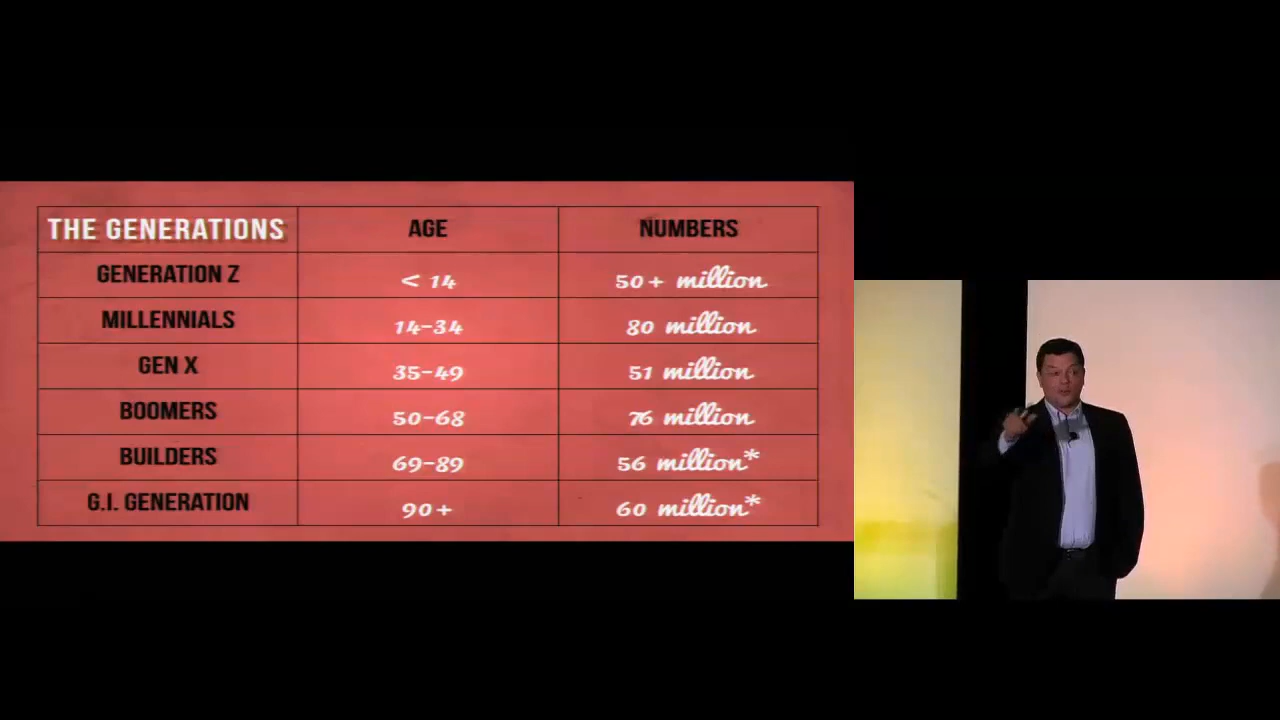 THE GENERATIONS AGE NUMBERS
GENERATION Z < 14 50+ million
MILLENNIALS 14-34 80 million
GEN X 35-49 51 million
BOOMERS 50-68 76 million
BUILDERS 69-89 56 million*
G.I. GENERATION 90+ 60 million*